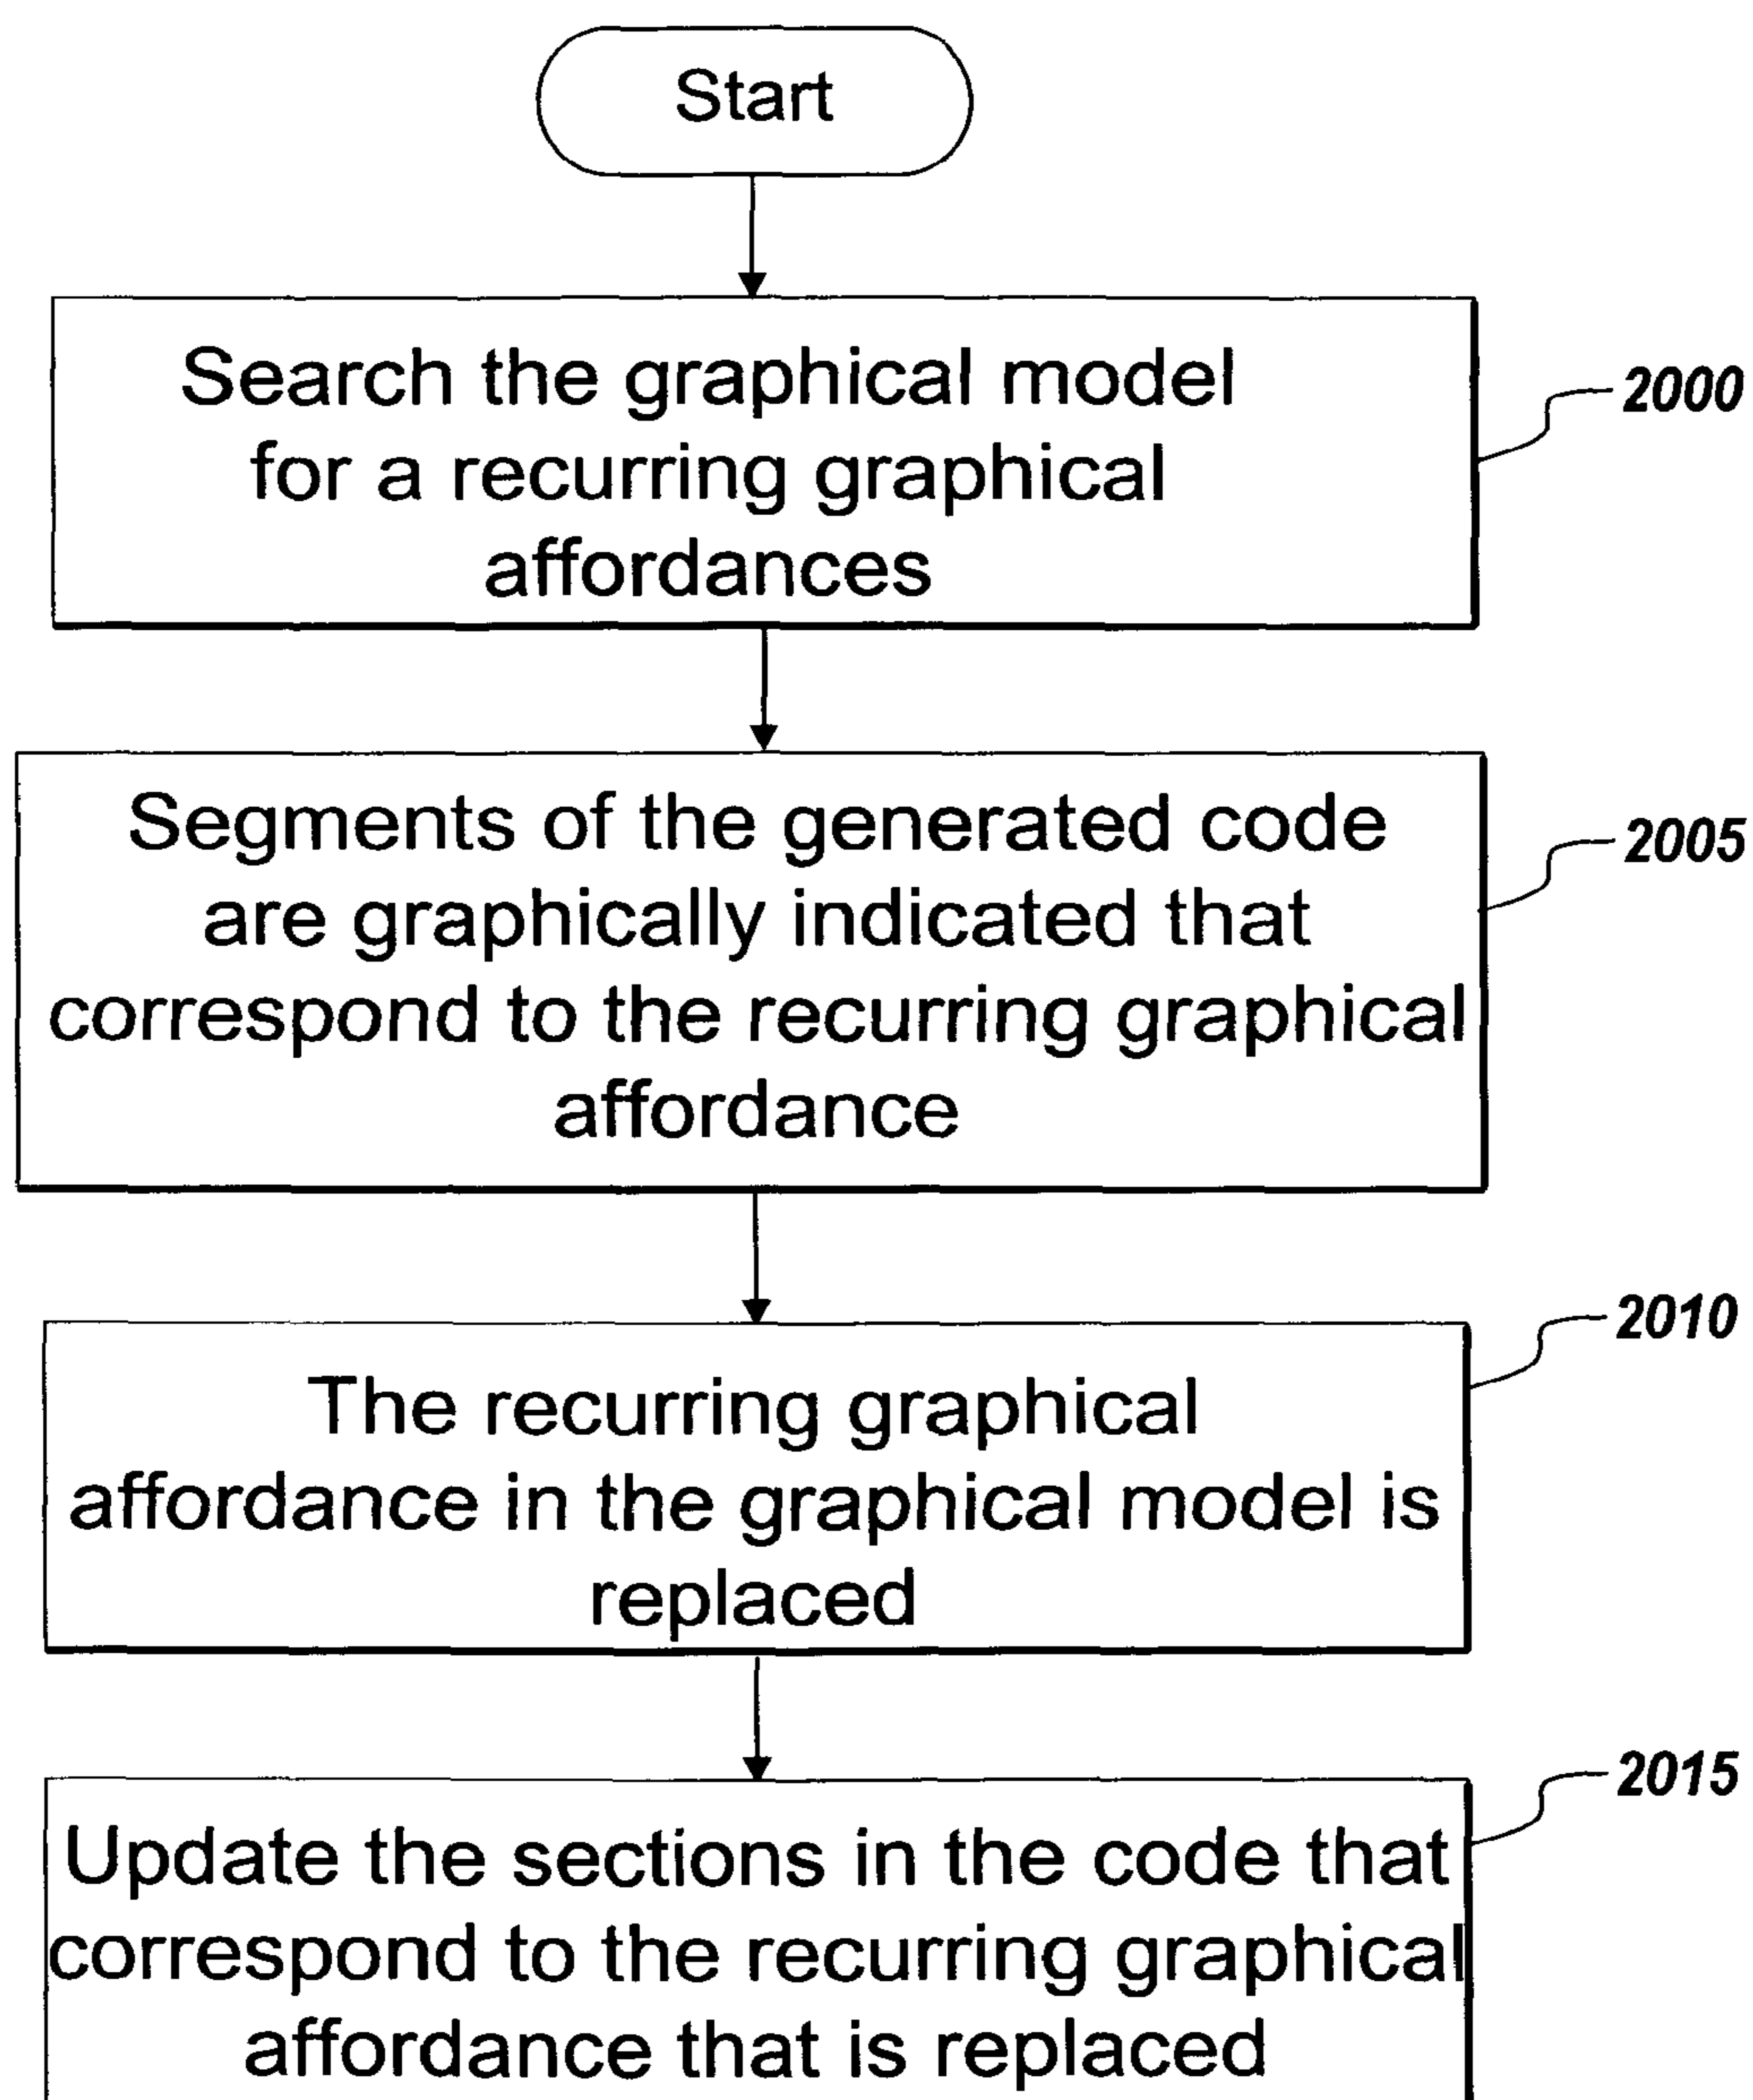 Start
Search the graphical model
for a recurring graphical
affordances
2000
Segments of the generated code
are graphically indicated that
correspond to the recurring graphical
affordance
2005
The recurring graphical
affordance in the graphical model is
replaced
2010
Update the sections in the code that
correspond to the recurring graphical
affordance that is replaced
2015